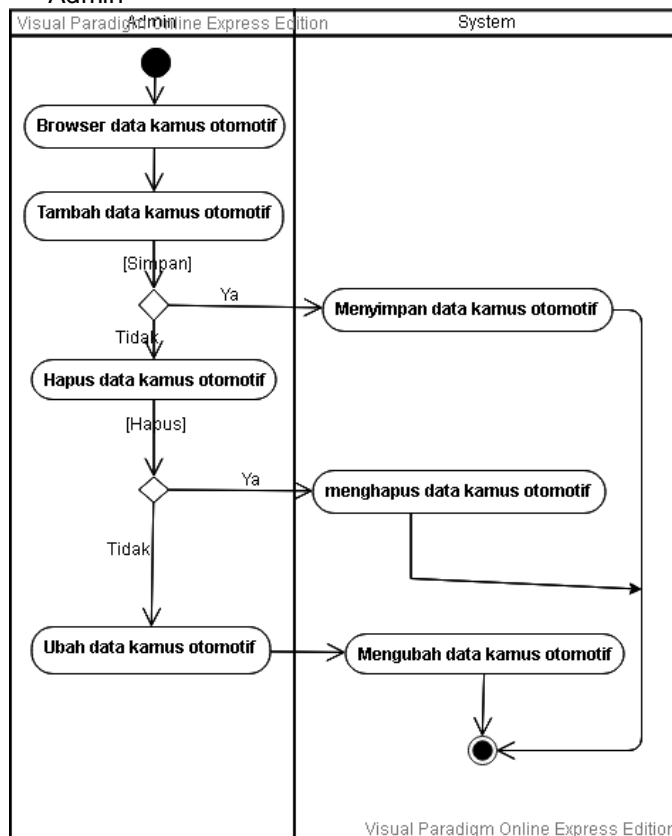 Admin
Visual Paradigm Online Express Edition
Admin
System
Browser data kamus otomotif
Tambah data kamus otomotif
[Simpan]
Ya
Menyimpan data kamus otomotif
Tidak
Hapus data kamus otomotif
[Hapus]
Ya
menghapus data kamus otomotif
Tidak
Ubah data kamus otomotif
Mengubah data kamus otomotif
Visual Paradigm Online Express Edition